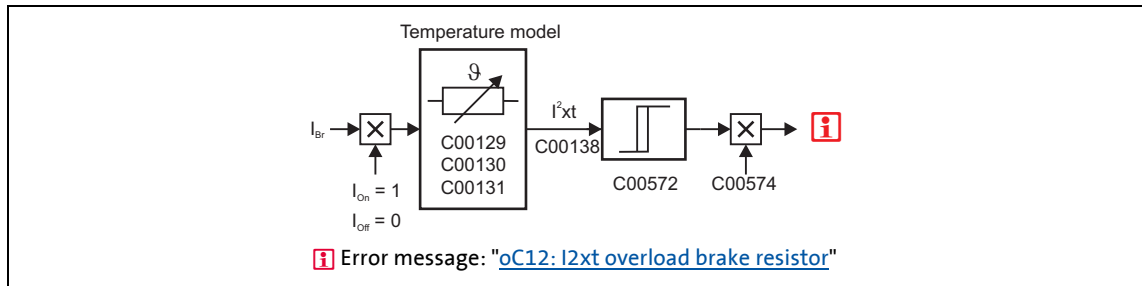 Temperature model
ϑ
I_Br
I²xt
C00129
C00130
C00131
C00138
C00572
C00574
I_On = 1
I_Off = 0
Error message: "oC12: I2xt overload brake resistor"